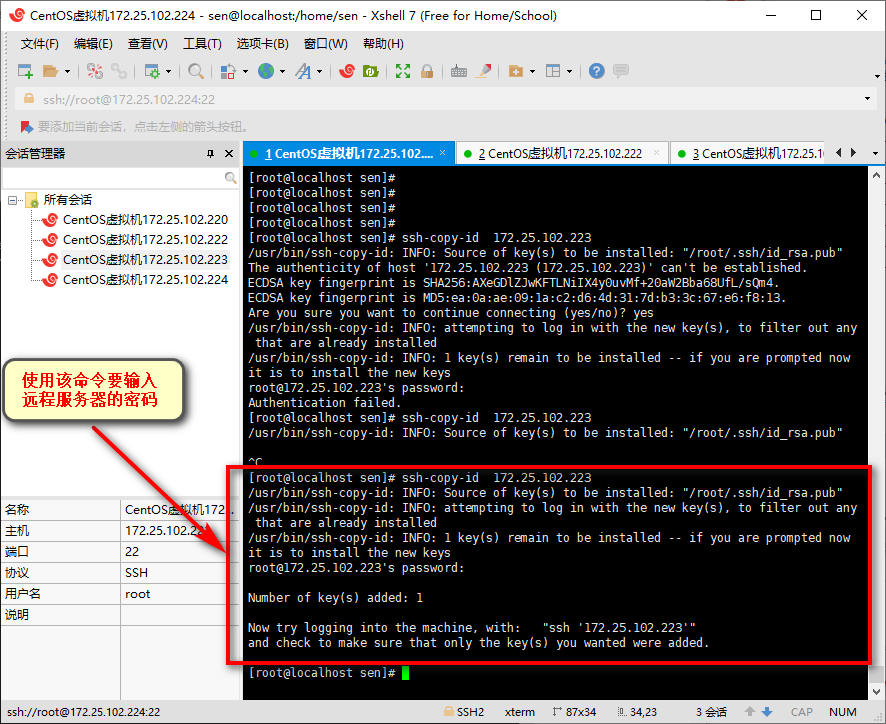 CentOS虚拟机172.25.102.224 - sen@localhost:/home/sen - Xshell 7 (Free for Home/School)
文件(F) 编辑(E) 查看(V) 工具(T) 选项卡(B) 窗口(W) 帮助(H)
ssh://root@172.25.102.224:22
要添加当前会话，点击左侧的箭头按钮。
会话管理器
所有会话
CentOS虚拟机172.25.102.220
CentOS虚拟机172.25.102.222
CentOS虚拟机172.25.102.223
CentOS虚拟机172.25.102.224
使用该命令要输入
远程服务器的密码
名称 CentOS虚拟机172...
主机 172.25.102.22
端口 22
协议 SSH
用户名 root
说明
1 CentOS虚拟机172.25.102.... 2 CentOS虚拟机172.25.102.222 3 CentOS虚拟机172.25.1
[root@localhost sen]#
[root@localhost sen]#
[root@localhost sen]#
[root@localhost sen]#
[root@localhost sen]# ssh-copy-id  172.25.102.223
/usr/bin/ssh-copy-id: INFO: Source of key(s) to be installed: "/root/.ssh/id_rsa.pub"
The authenticity of host '172.25.102.223 (172.25.102.223)' can't be established.
ECDSA key fingerprint is SHA256:AXeGDlZJwKFTLNiIX4y0uvMf+20aW2Bba68UfL/sQm4.
ECDSA key fingerprint is MD5:ea:0a:ae:09:1a:c2:d6:4d:31:7d:b3:3c:67:e6:f8:13.
Are you sure you want to continue connecting (yes/no)? yes
/usr/bin/ssh-copy-id: INFO: attempting to log in with the new key(s), to filter out any
that are already installed
/usr/bin/ssh-copy-id: INFO: 1 key(s) remain to be installed -- if you are prompted now
it is to install the new keys
root@172.25.102.223's password:
Authentication failed.
[root@localhost sen]# ssh-copy-id  172.25.102.223
/usr/bin/ssh-copy-id: INFO: Source of key(s) to be installed: "/root/.ssh/id_rsa.pub"
^C
[root@localhost sen]# ssh-copy-id  172.25.102.223
/usr/bin/ssh-copy-id: INFO: Source of key(s) to be installed: "/root/.ssh/id_rsa.pub"
/usr/bin/ssh-copy-id: INFO: attempting to log in with the new key(s), to filter out any
that are already installed
/usr/bin/ssh-copy-id: INFO: 1 key(s) remain to be installed -- if you are prompted now
it is to install the new keys
root@172.25.102.223's password:
Number of key(s) added: 1
Now try logging into the machine, with:   "ssh '172.25.102.223'"
and check to make sure that only the key(s) you wanted were added.
[root@localhost sen]#
ssh://root@172.25.102.224:22 SSH2 xterm 87x34 34,23 3 会话 CAP NUM